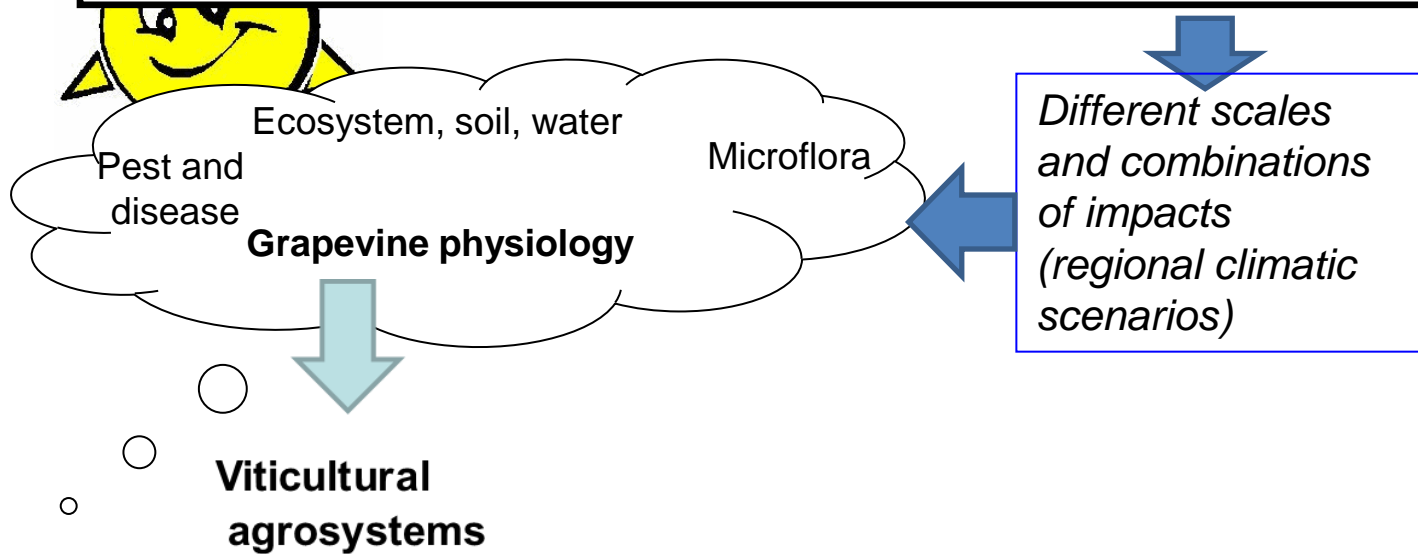 Ecosystem, soil, water
Pest and
disease
Microflora
Grapevine physiology
Different scales
and combinations
of impacts
(regional climatic
scenarios)
Viticultural
agrosystems